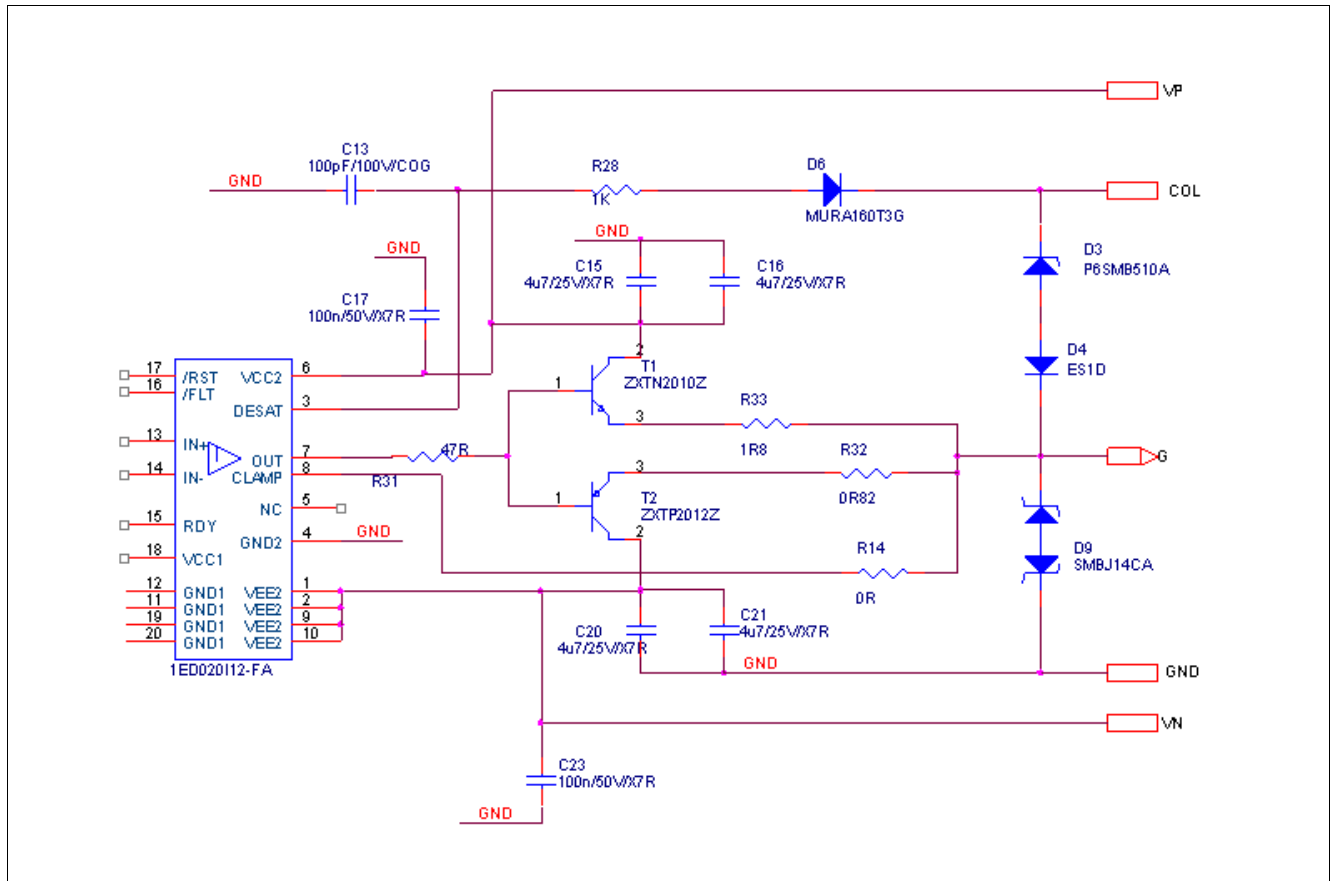 VP
C13
100pF/100V/COG
GND
R28
1K
D6
MURA160T3G
COL
GND
GND
C15
4u7/25V/X7R
C16
4u7/25V/X7R
D3
P6SMB510A
C17
100n/50V/X7R
D4
ES1D
17 /RST VCC2 6
16 /FLT
DESAT 3
13 IN+
OUT 7
14 IN- CLAMP 8
NC 5
15 RDY
GND2 4
GND
18 VCC1
12 GND1 VEE2 1
11 GND1 VEE2 2
19 GND1 VEE2 9
20 GND1 VEE2 10
1ED020I12-FA
47R
R31
2
T1
ZXTN2010Z
1
3
R33
1R8
R32
0R82
3
1
T2
ZXTP2012Z
2
G
R14
0R
D9
SMBJ14CA
C20
4u7/25V/X7R
C21
4u7/25V/X7R
GND
GND
VN
C23
100n/50V/X7R
GND